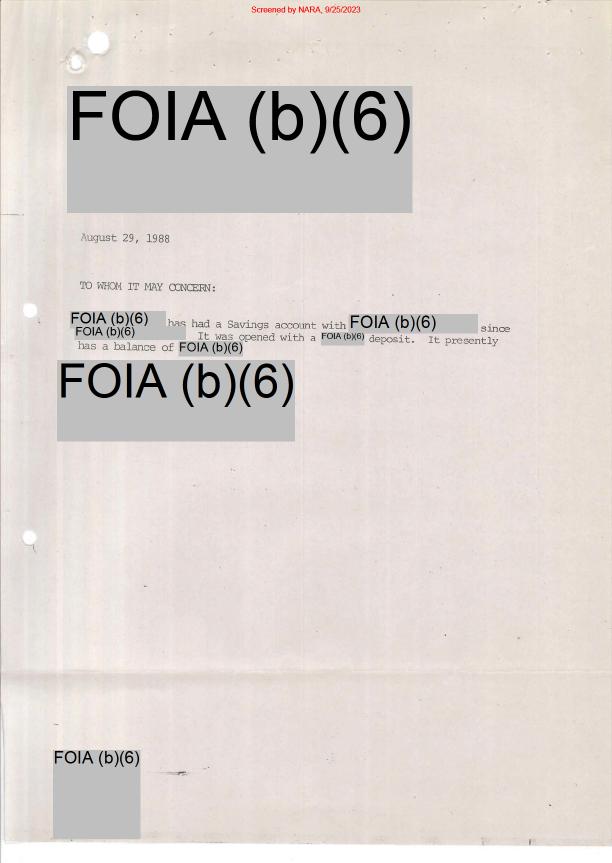 Screened by NARA, 9/25/2023
FOIA (b)(6)
August 29, 1988
TO WHOM IT MAY CONCERN:
FOIA (b)(6) has had a Savings account with FOIA (b)(6) since
FOIA (b)(6) It was opened with a FOIA (b)(6) deposit. It presently
has a balance of FOIA (b)(6)
FOIA (b)(6)
FOIA (b)(6)